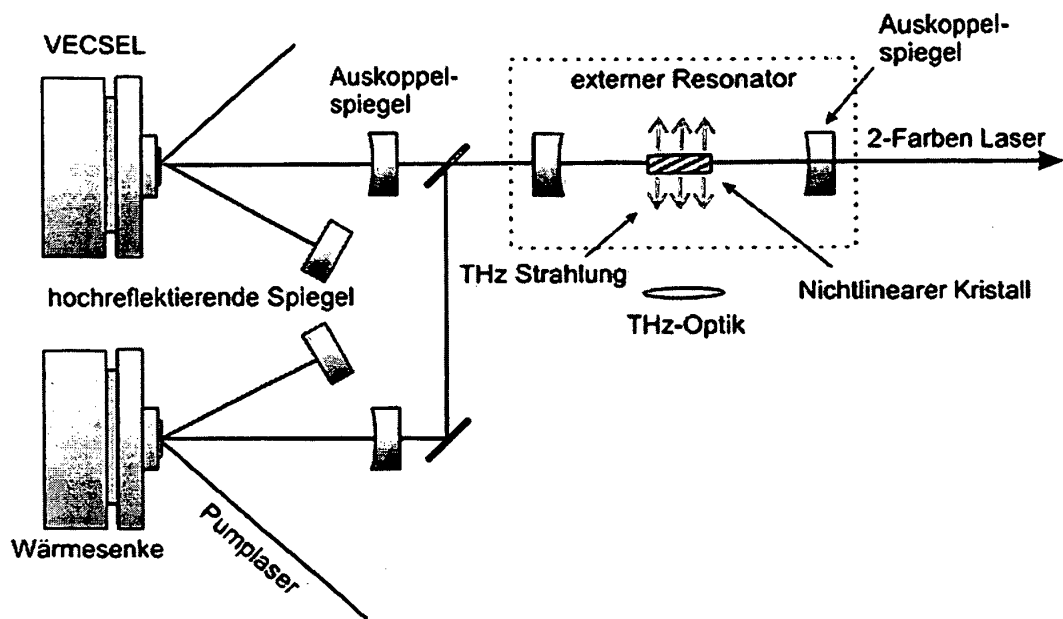 VECSEL
Auskoppel-
spiegel
externer Resonator
Auskoppel-
spiegel
2-Farben Laser
THz Strahlung
Nichtlinearer Kristall
hochreflektierende Spiegel
THz-Optik
Wärmesenke
Pumplaser